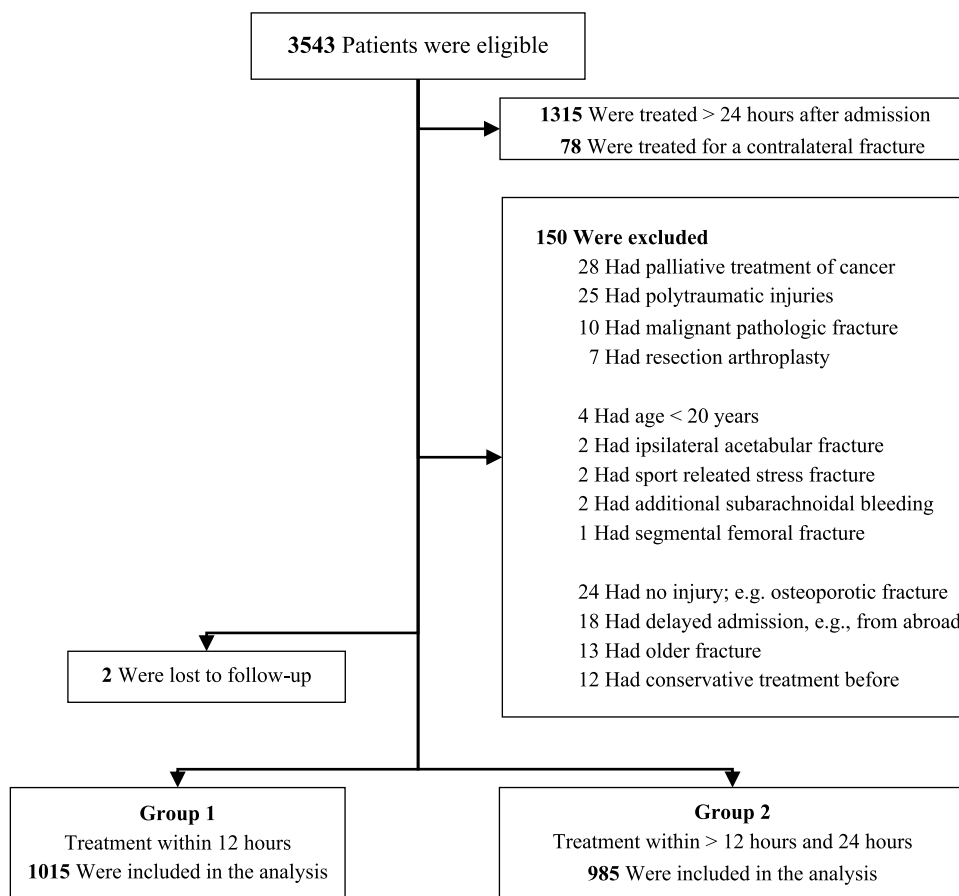 3543 Patients were eligible
1315 Were treated > 24 hours after admission
78 Were treated for a contralateral fracture
150 Were excluded
28 Had palliative treatment of cancer
25 Had polytraumatic injuries
10 Had malignant pathologic fracture
7 Had resection arthroplasty
4 Had age < 20 years
2 Had ipsilateral acetabular fracture
2 Had sport releated stress fracture
2 Had additional subarachnoidal bleeding
1 Had segmental femoral fracture
24 Had no injury; e.g. osteoporotic fracture
18 Had delayed admission, e.g., from abroad
13 Had older fracture
12 Had conservative treatment before
2 Were lost to follow-up
Group 1
Treatment within 12 hours
1015 Were included in the analysis
Group 2
Treatment within > 12 hours and 24 hours
985 Were included in the analysis